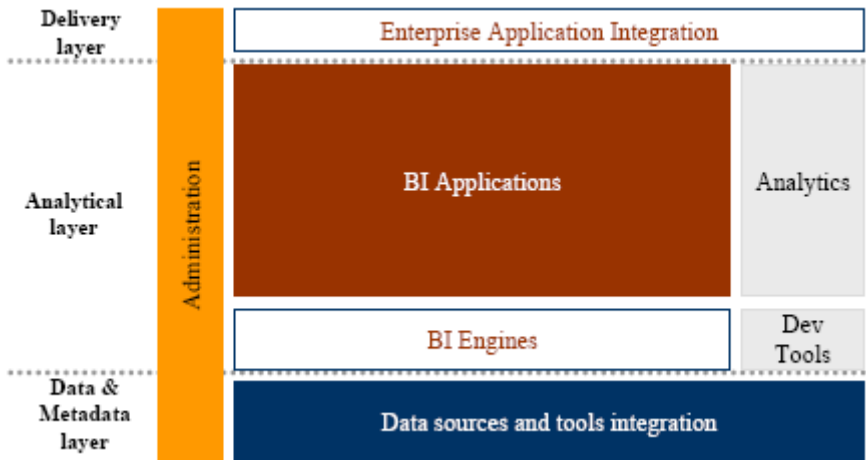 Delivery
layer
Enterprise Application Integration
Administration
Analytical
layer
BI Applications
Analytics
BI Engines
Dev
Tools
Data &
Metadada
layer
Data sources and tools integration